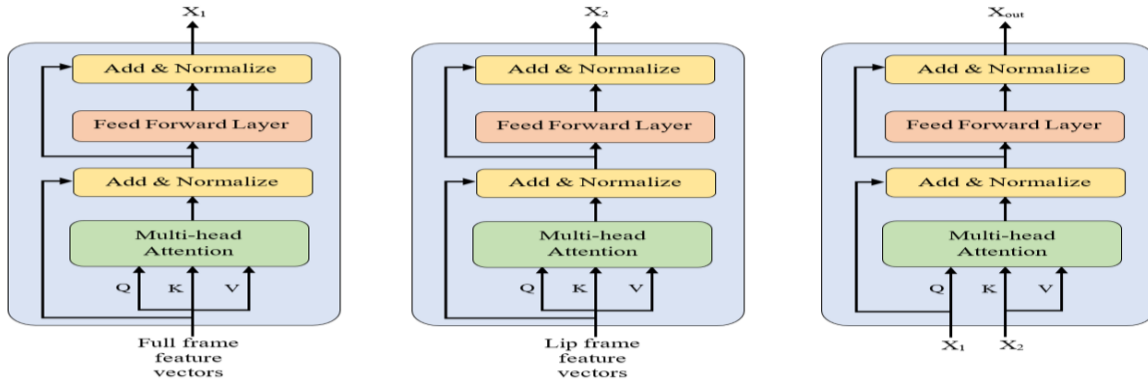 X₁
Add & Normalize
Feed Forward Layer
Add & Normalize
Multi-head
Attention
Q K V
Full frame
feature
vectors
X₂
Add & Normalize
Feed Forward Layer
Add & Normalize
Multi-head
Attention
Q K V
Lip frame
feature
vectors
Xout
Add & Normalize
Feed Forward Layer
Add & Normalize
Multi-head
Attention
Q K V
X₁ X₂